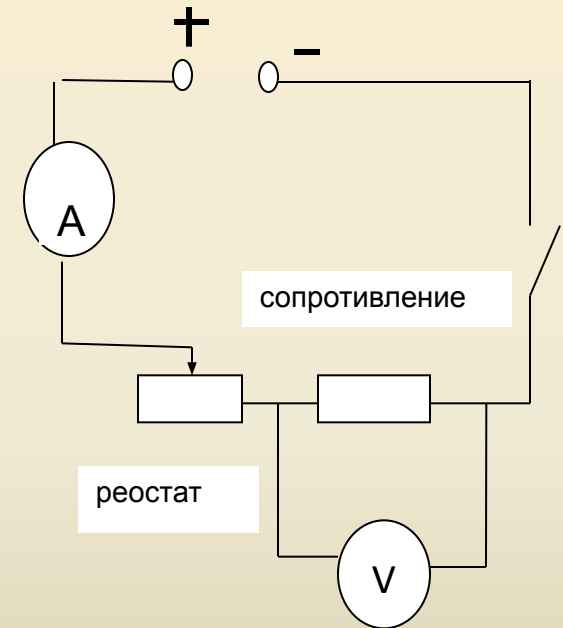 + −
A
сопротивление
реостат
V